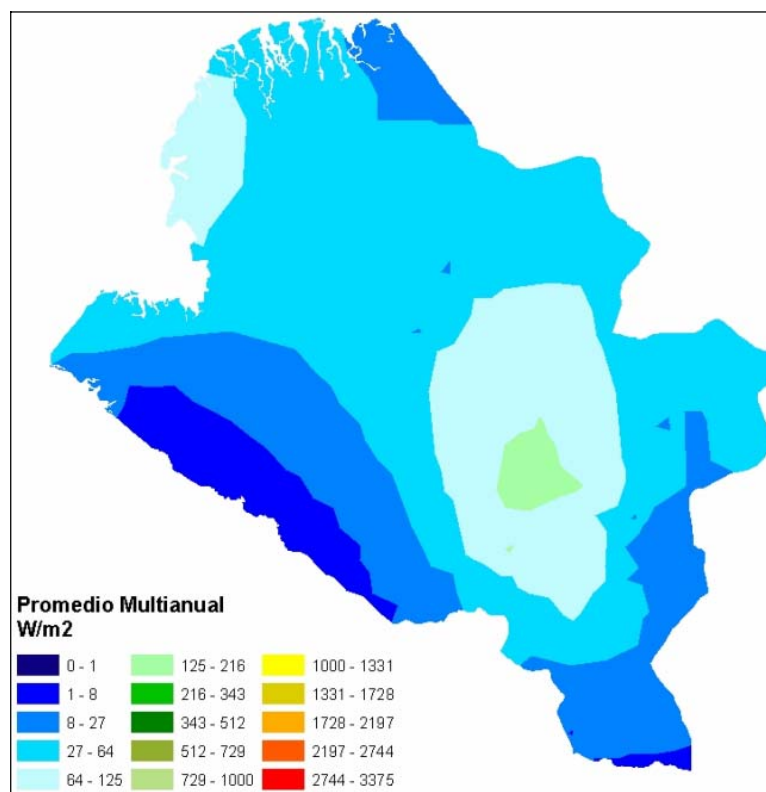 Promedio Multianual
W/m2
0 - 1
1 - 8
8 - 27
27 - 64
64 - 125
125 - 216
216 - 343
343 - 512
512 - 729
729 - 1000
1000 - 1331
1331 - 1728
1728 - 2197
2197 - 2744
2744 - 3375